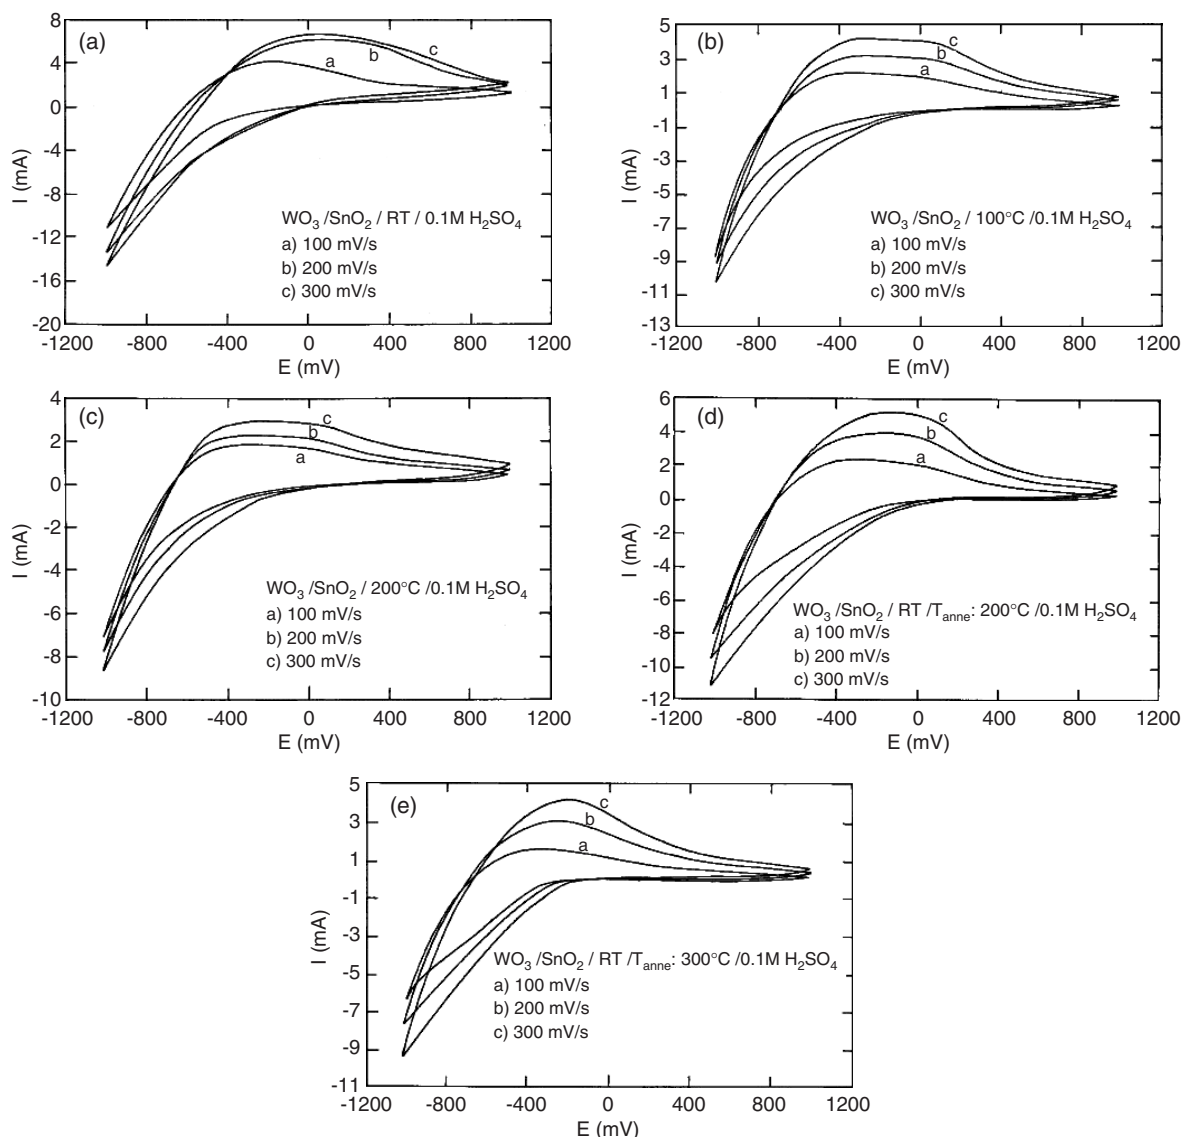 (a)
8
4
0
-4
-8
-12
-16
-20
I (mA)
c
b
a
WO₃ /SnO₂ / RT / 0.1M H₂SO₄
a) 100 mV/s
b) 200 mV/s
c) 300 mV/s
-1200 -800 -400 0 400 800 1200
E (mV)
(b)
5
3
1
-1
-3
-5
-7
-9
-11
-13
I (mA)
c
b
a
WO₃ /SnO₂ / 100°C /0.1M H₂SO₄
a) 100 mV/s
b) 200 mV/s
c) 300 mV/s
-1200 -800 -400 0 400 800 1200
E (mV)
(c)
4
2
0
-2
-4
-6
-8
-10
I (mA)
c
b
a
WO₃ /SnO₂ / 200°C /0.1M H₂SO₄
a) 100 mV/s
b) 200 mV/s
c) 300 mV/s
-1200 -800 -400 0 400 800 1200
E (mV)
(d)
6
4
2
0
-2
-4
-6
-8
-10
-12
I (mA)
c
b
a
WO₃ /SnO₂ / RT /Tₐₙₙₑ: 200°C /0.1M H₂SO₄
a) 100 mV/s
b) 200 mV/s
c) 300 mV/s
-1200 -800 -400 0 400 800 1200
E (mV)
(e)
5
3
1
-1
-3
-5
-7
-9
-11
I (mA)
c
b
a
WO₃ /SnO₂ / RT /Tₐₙₙₑ: 300°C /0.1M H₂SO₄
a) 100 mV/s
b) 200 mV/s
c) 300 mV/s
-1200 -800 -400 0 400 800 1200
E (mV)